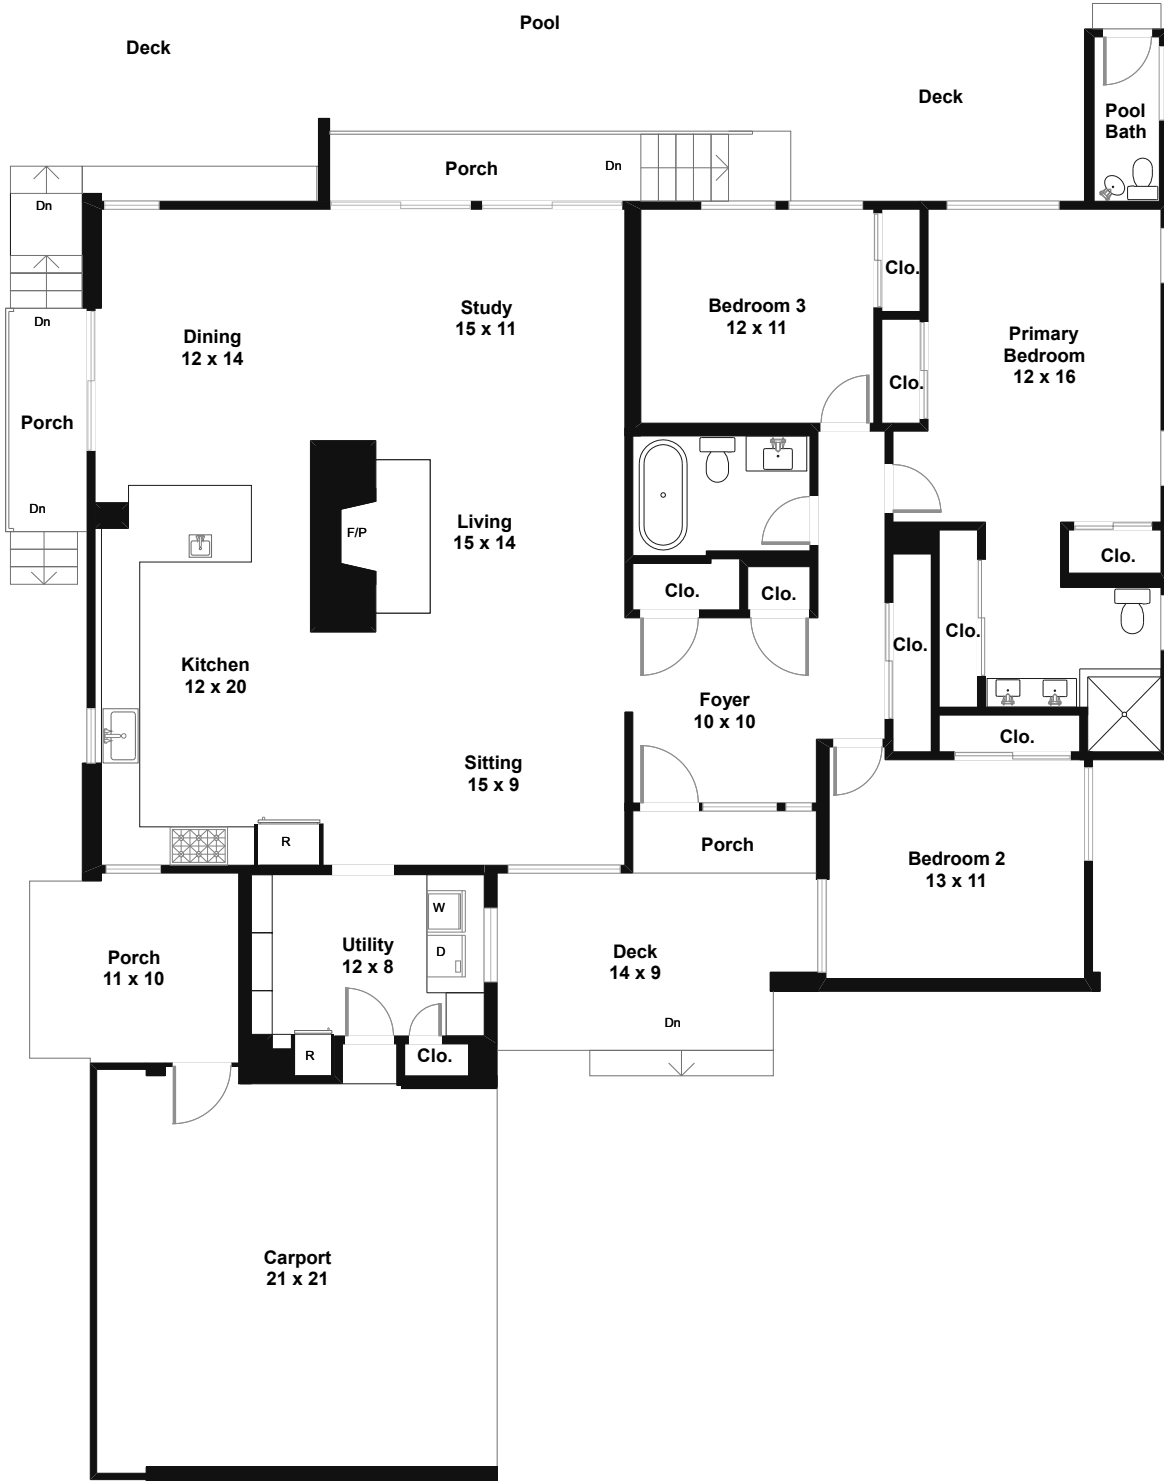 Pool
Deck
Deck
Pool
Bath
Porch
Dn
Dn
Clo.
Bedroom 3
12 x 11
Study
15 x 11
Dn
Dining
12 x 14
Primary
Bedroom
12 x 16
Clo.
Porch
Dn
Living
15 x 14
F/P
Clo.
Clo.
Clo.
Clo.
Clo.
Kitchen
12 x 20
Foyer
10 x 10
Clo.
Sitting
15 x 9
R
Porch
Bedroom 2
13 x 11
W
Utility
12 x 8
D
Deck
14 x 9
Porch
11 x 10
Dn
R
Clo.
Carport
21 x 21